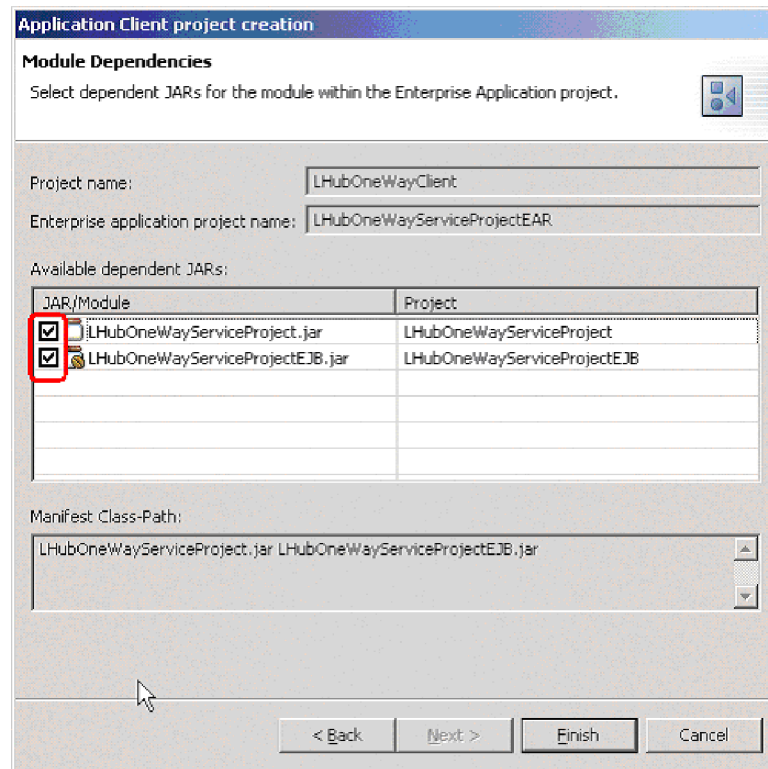 Application Client project creation
Module Dependencies
Select dependent JARs for the module within the Enterprise Application project.
Project name: LHubOneWayClient
Enterprise application project name: LHubOneWayServiceProjectEAR
Available dependent JARs:
JAR/Module Project
LHubOneWayServiceProject.jar LHubOneWayServiceProject
LHubOneWayServiceProjectEJB.jar LHubOneWayServiceProjectEJB
Manifest Class-Path:
LHubOneWayServiceProject.jar LHubOneWayServiceProjectEJB.jar
< Back Next > Finish Cancel